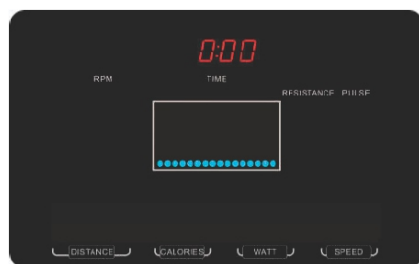 0:00
RPM TIME
RESISTANCE PULSE
DISTANCE CALORIES WATT SPEED